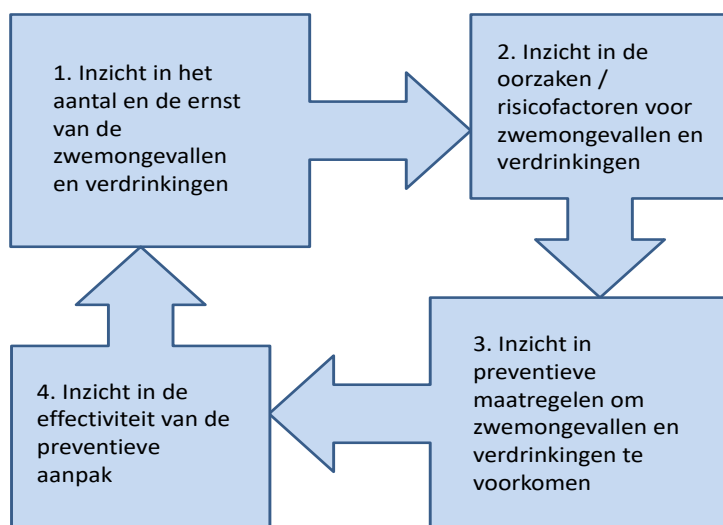 1. Inzicht in het
aantal en de ernst
van de
zwemongevallen
en verdrinkingen
2. Inzicht in de
oorzaken /
risicofactoren voor
zwemongevallen en
verdrinkingen
3. Inzicht in
preventieve
maatregelen om
zwemongevallen en
verdrinkingen te
voorkomen
4. Inzicht in de
effectiviteit van de
preventieve
aanpak